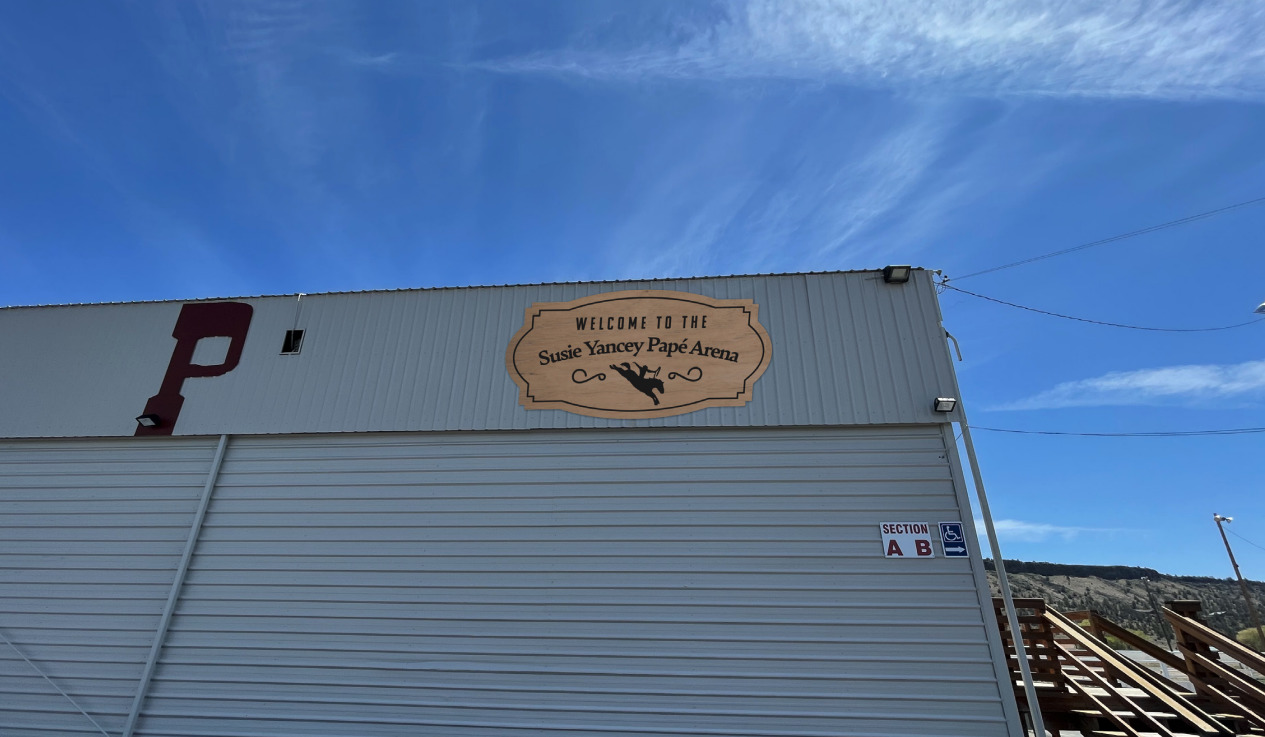 P
WELCOME TO THE
Susie Yancey Papé Arena
SECTION
A B